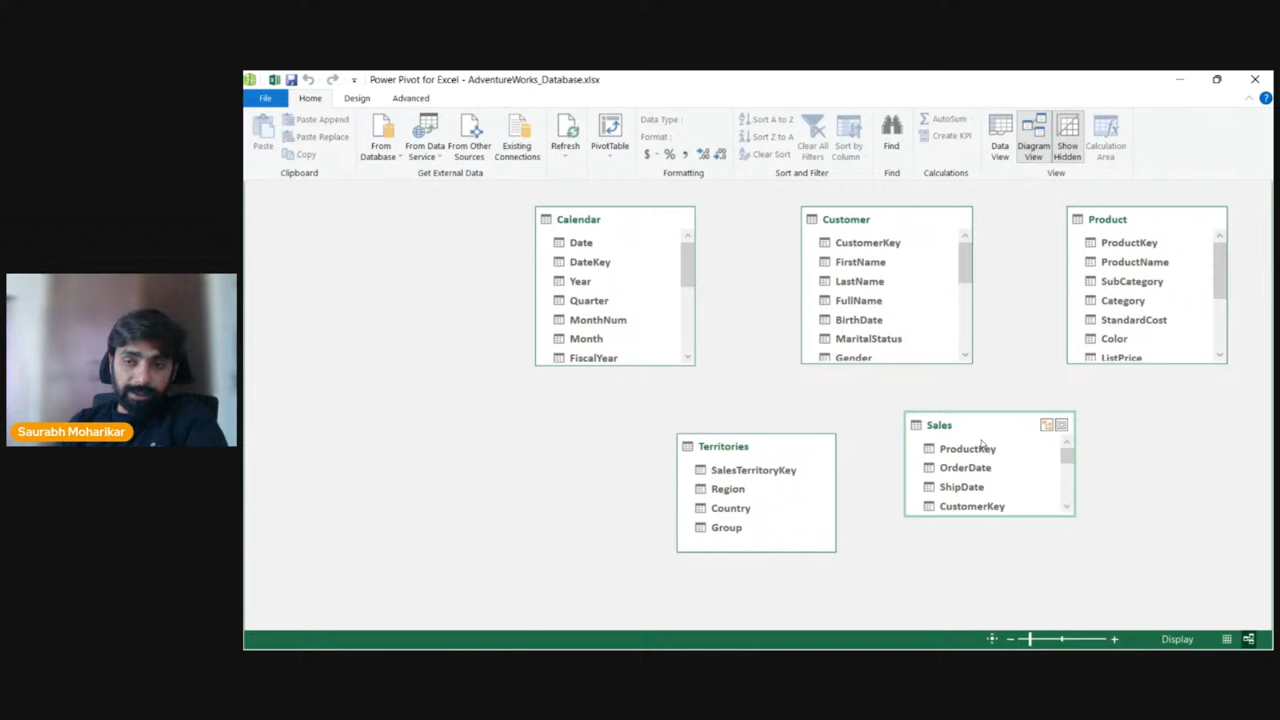 Power Pivot for Excel - AdventureWorks_Database.xlsx
File Home Design Advanced
Paste
Paste Append
Paste Replace
Copy
Clipboard
From Database
From Data Service
From Other Sources
Existing Connections
Get External Data
Refresh
PivotTable
Data Type :
Format :
$ % ,
Formatting
Sort A to Z
Sort Z to A
Clear Sort
Clear All Filters
Sort by Column
Sort and Filter
Find
Find
AutoSum
Create KPI
Calculations
Data View
Diagram View
Show Hidden
Calculation Area
View
Calendar
Date
DateKey
Year
Quarter
MonthNum
Month
FiscalYear
Customer
CustomerKey
FirstName
LastName
FullName
BirthDate
MaritalStatus
Gender
Product
ProductKey
ProductName
SubCategory
Category
StandardCost
Color
ListPrice
Territories
SalesTerritoryKey
Region
Country
Group
Sales
ProductKey
OrderDate
ShipDate
CustomerKey
Saurabh Moharikar
Display